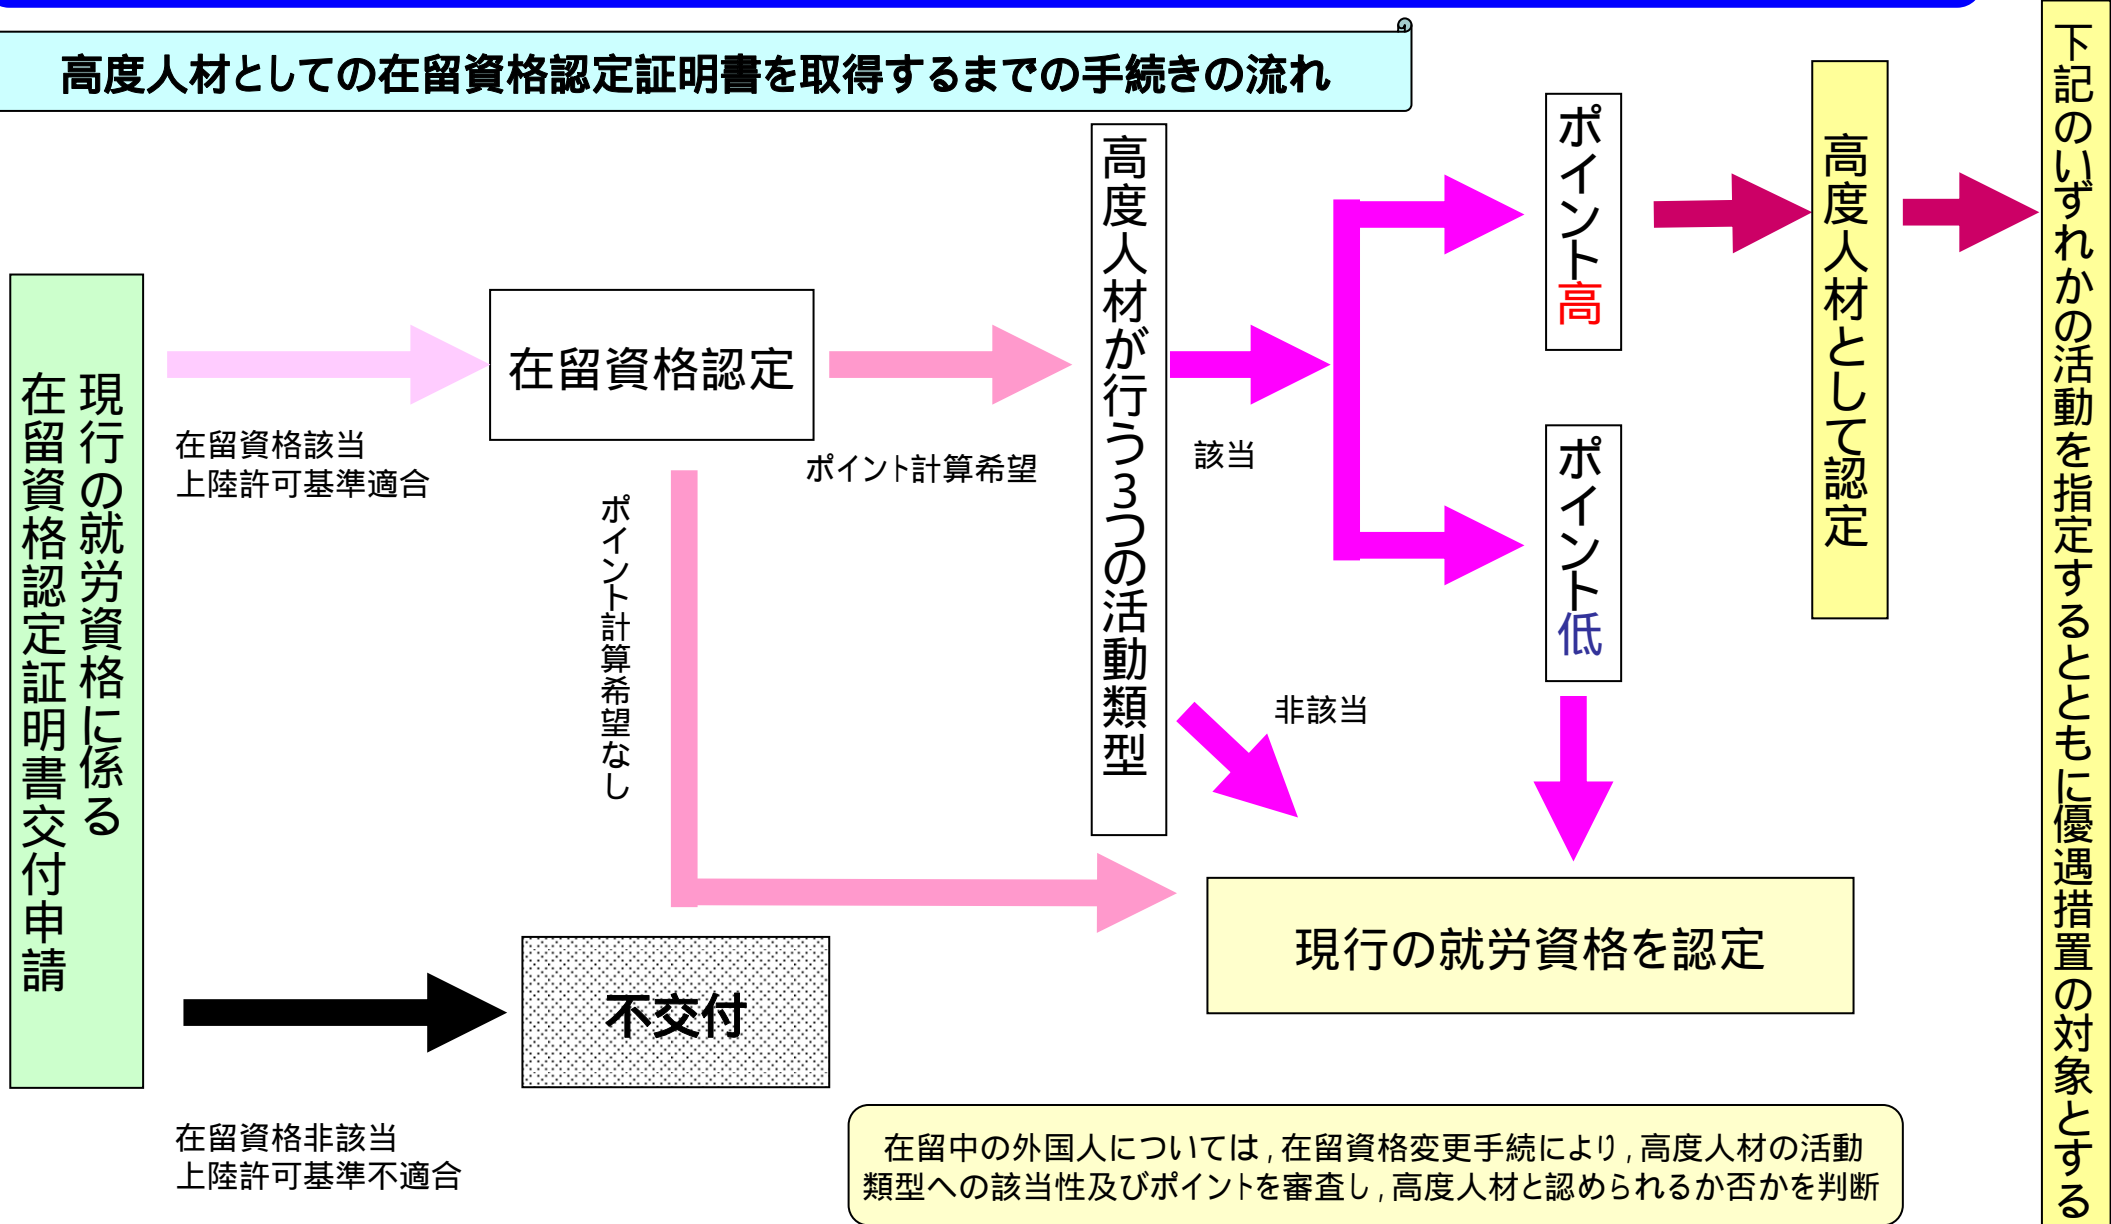 高度人材としての在留資格認定証明書を取得するまでの手続きの流れ
現行の就労資格に係る
在留資格認定証明書交付申請
在留資格該当
上陸許可基準適合
在留資格認定
ポイント計算希望
ポイント計算希望なし
高度人材が行う3つの活動類型
該当
非該当
ポイント高
ポイント低
高度人材として認定
下記のいずれかの活動を指定するとともに優遇措置の対象とする
現行の就労資格を認定
不交付
在留資格非該当
上陸許可基準不適合
在留中の外国人については,在留資格変更手続により,高度人材の活動
類型への該当性及びポイントを審査し,高度人材と認められるか否かを判断